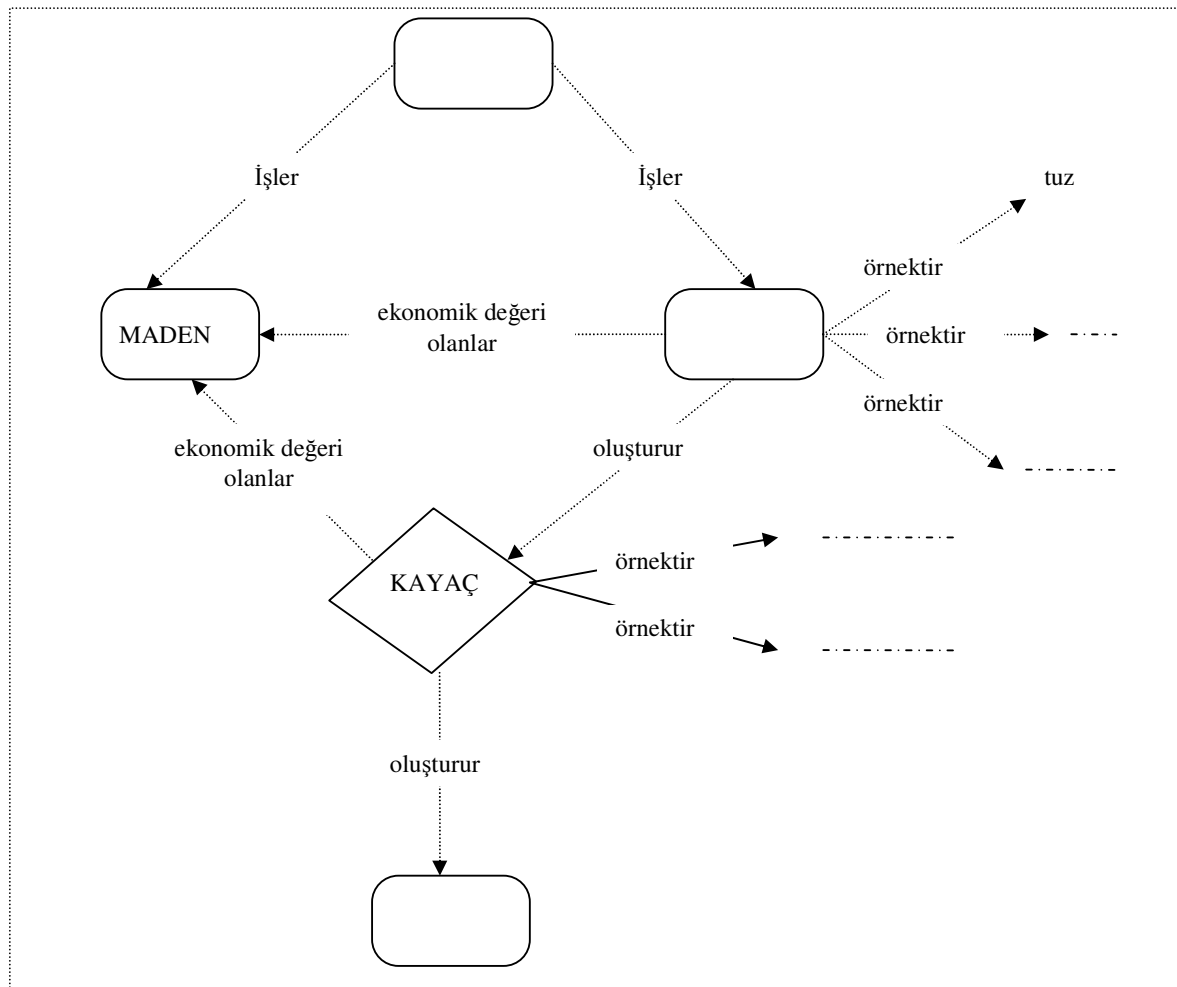 İşler
İşler
tuz
örnektir
MADEN
ekonomik değeri
olanlar
örnektir
örnektir
ekonomik değeri
olanlar
oluşturur
KAYAÇ
örnektir
örnektir
oluşturur